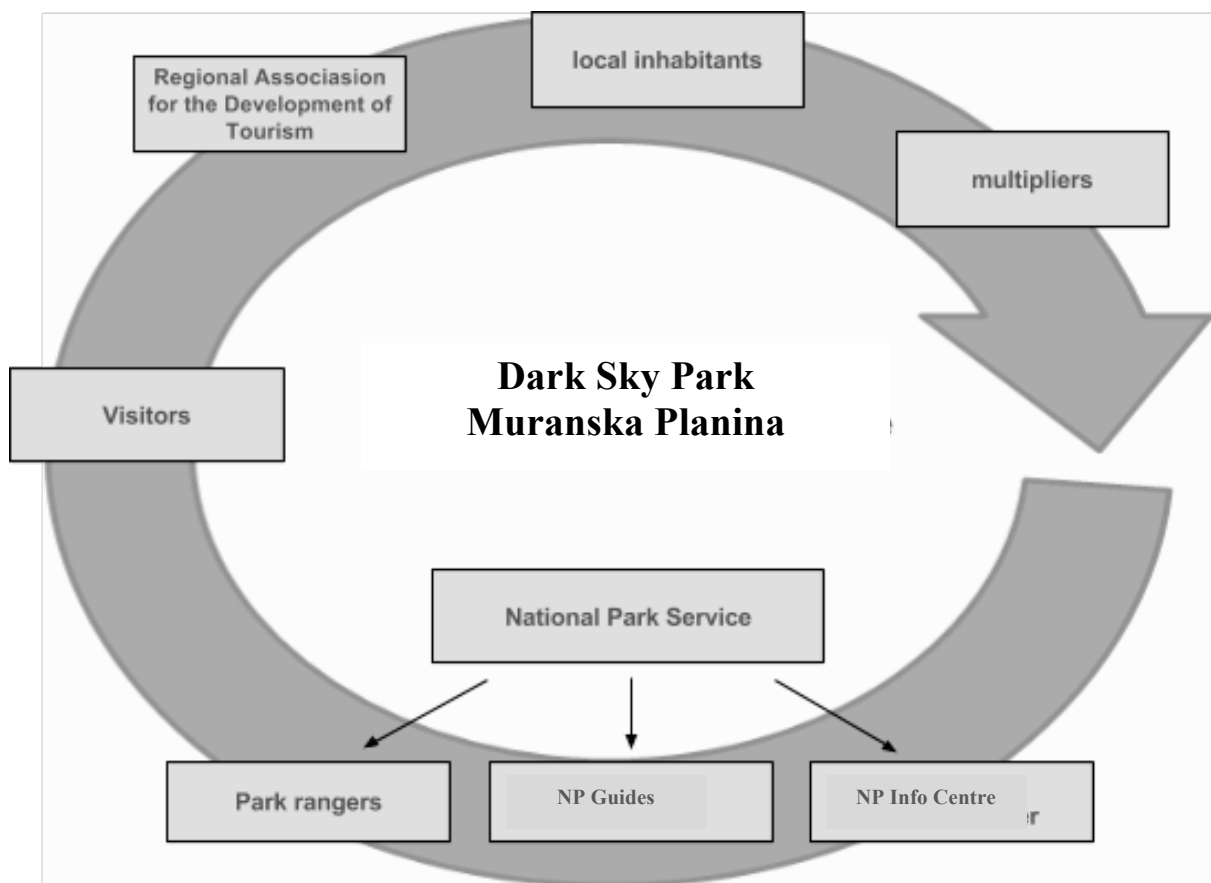 local inhabitants
Regional Associasion
for the Development of
Tourism
multipliers
Dark Sky Park
Muranska Planina
Visitors
National Park Service
Park rangers
NP Guides
NP Info Centre
er